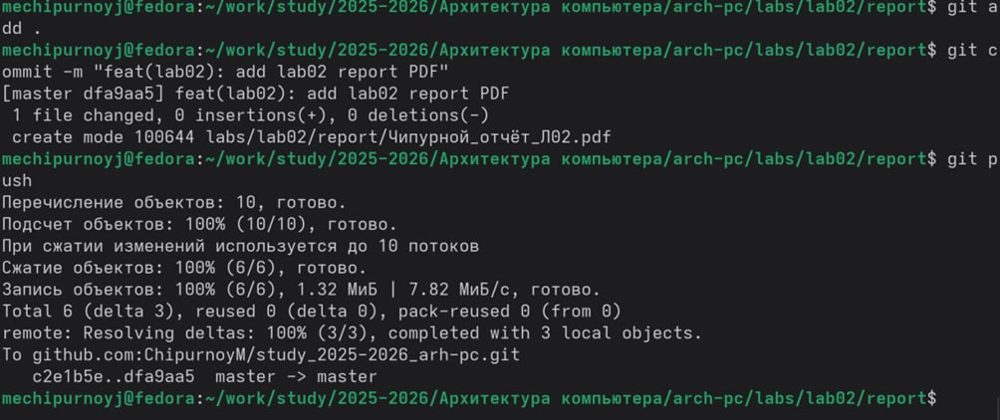 mechipurnoyj@fedora:~/work/study/2025-2026/Архитектура компьютера/arch-pc/labs/lab02/report$ git a
dd .
mechipurnoyj@fedora:~/work/study/2025-2026/Архитектура компьютера/arch-pc/labs/lab02/report$ git c
ommit -m "feat(lab02): add lab02 report PDF"
[master dfa9aa5] feat(lab02): add lab02 report PDF
 1 file changed, 0 insertions(+), 0 deletions(-)
 create mode 100644 labs/lab02/report/Чипурной_отчёт_Л02.pdf
mechipurnoyj@fedora:~/work/study/2025-2026/Архитектура компьютера/arch-pc/labs/lab02/report$ git p
ush
Перечисление объектов: 10, готово.
Подсчет объектов: 100% (10/10), готово.
При сжатии изменений используется до 10 потоков
Сжатие объектов: 100% (6/6), готово.
Запись объектов: 100% (6/6), 1.32 МиБ | 7.82 МиБ/с, готово.
Total 6 (delta 3), reused 0 (delta 0), pack-reused 0 (from 0)
remote: Resolving deltas: 100% (3/3), completed with 3 local objects.
To github.com:ChipurnoyM/study_2025-2026_arh-pc.git
   c2e1b5e..dfa9aa5  master -> master
mechipurnoyj@fedora:~/work/study/2025-2026/Архитектура компьютера/arch-pc/labs/lab02/report$